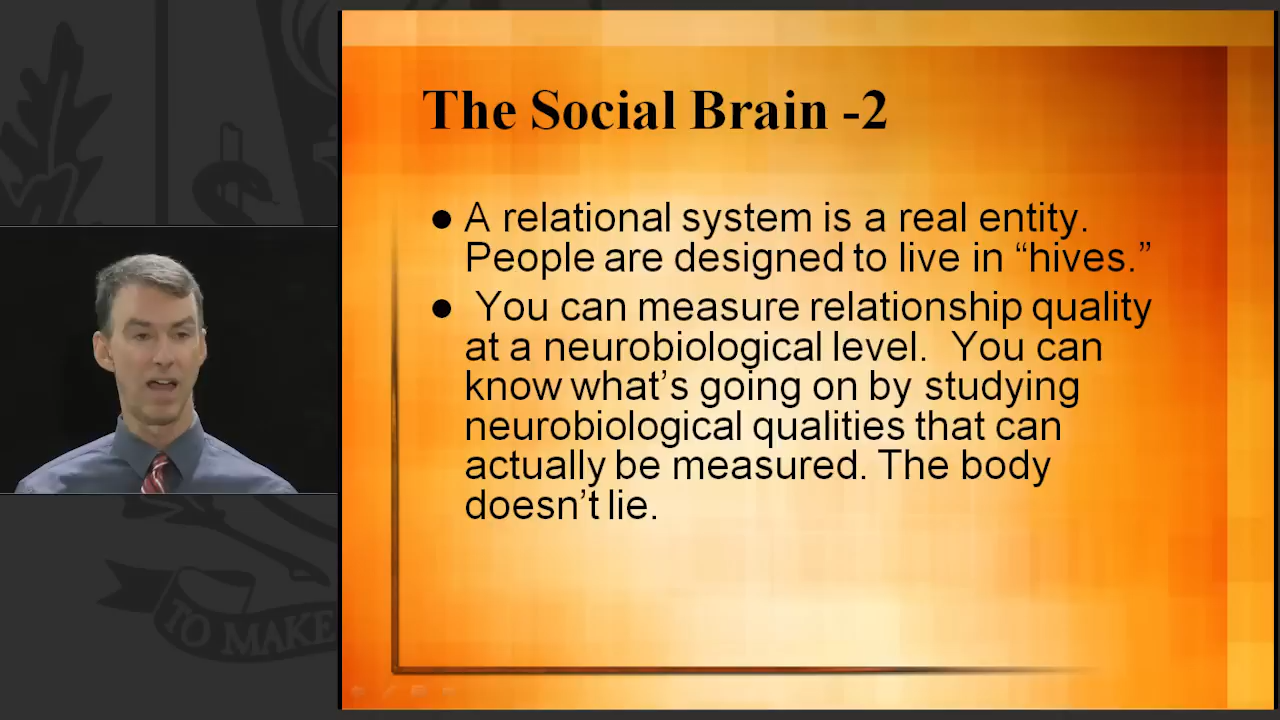 The Social Brain -2
● A relational system is a real entity.
People are designed to live in “hives.”
● You can measure relationship quality
at a neurobiological level.  You can
know what’s going on by studying
neurobiological qualities that can
actually be measured. The body
doesn’t lie.
TO MAKE